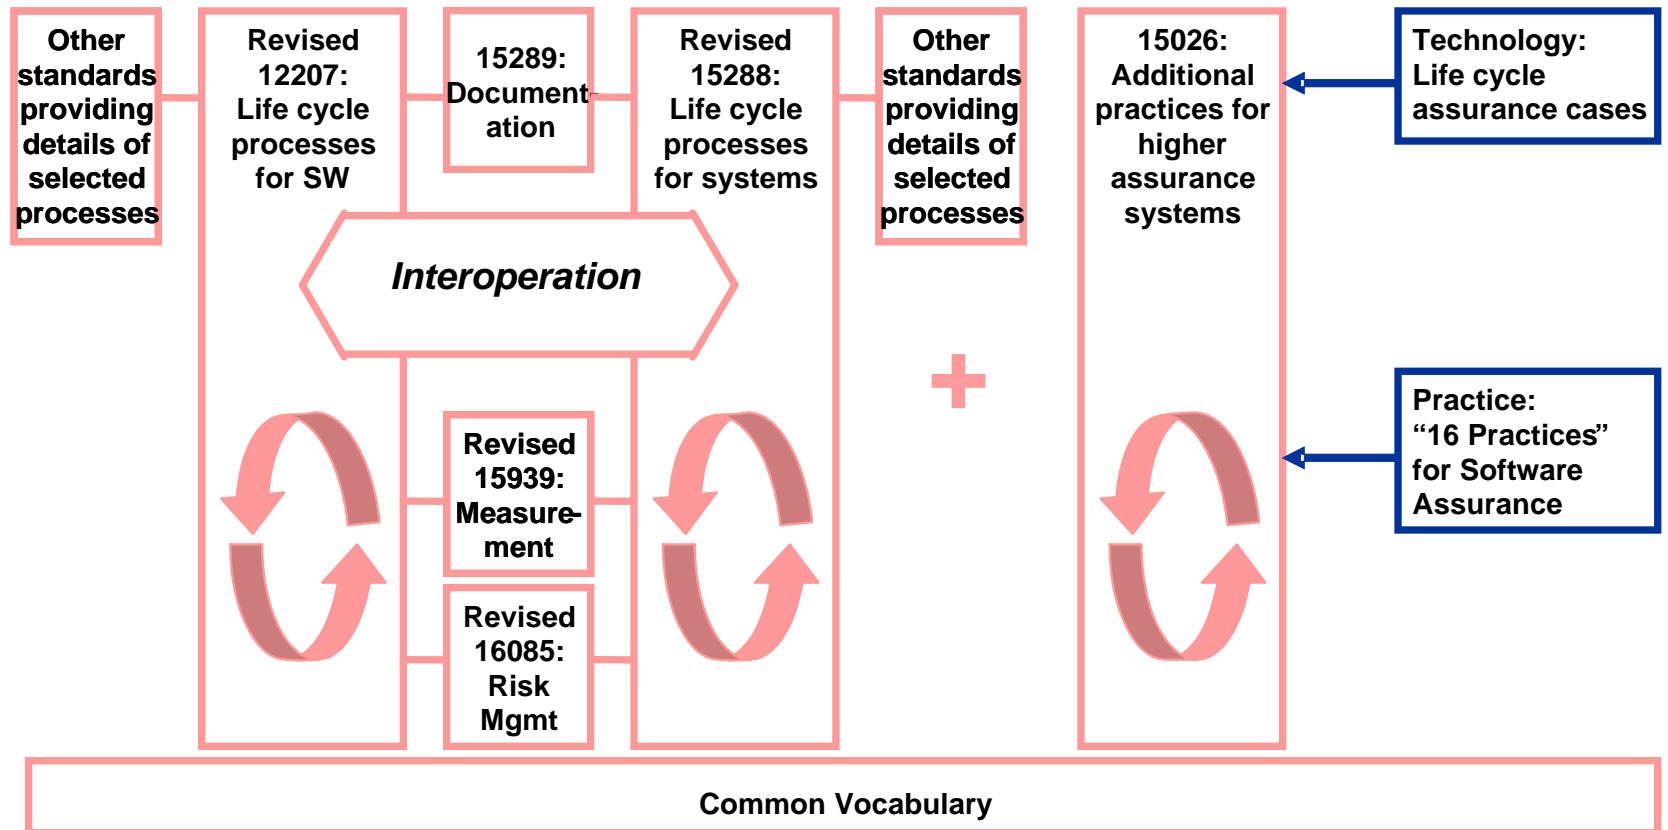 Other
standards
providing
details of
selected
processes
Revised
12207:
Life cycle
processes
for SW
15289:
Document-
ation
Revised
15288:
Life cycle
processes
for systems
Other
standards
providing
details of
selected
processes
15026:
Additional
practices for
higher
assurance
systems
Technology:
Life cycle
assurance cases
Interoperation
+
Practice:
“16 Practices”
for Software
Assurance
Revised
15939:
Measure-
ment
Revised
16085:
Risk
Mgmt
Common Vocabulary